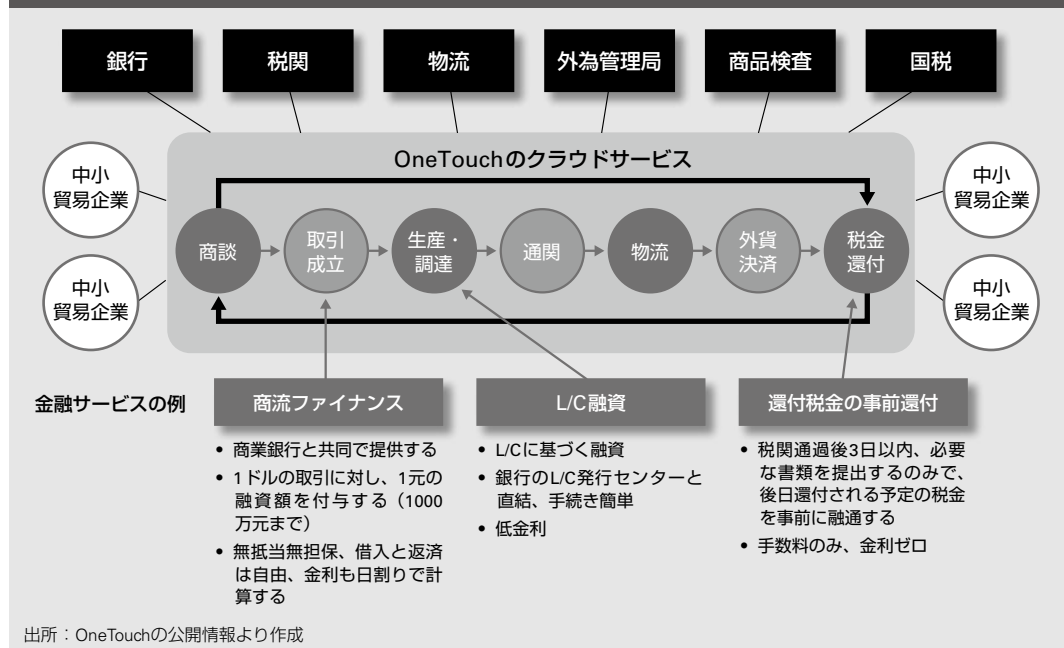 銀行
税関
物流
外為管理局
商品検査
国税
OneTouchのクラウドサービス
中小
貿易企業
中小
貿易企業
商談
取引
成立
生産・
調達
通関
物流
外貨
決済
税金
還付
中小
貿易企業
中小
貿易企業
金融サービスの例
商流ファイナンス
• 商業銀行と共同で提供する
• 1ドルの取引に対し、1元の
融資額を付与する（1000
万元まで）
• 無抵当無担保、借入と返済
は自由、金利も日割りで計
算する
L/C融資
• L/Cに基づく融資
• 銀行のL/C発行センターと
直結、手続き簡単
• 低金利
還付税金の事前還付
• 税関通過後3日以内、必要
な書類を提出するのみで、
後日還付される予定の税金
を事前に融通する
• 手数料のみ、金利ゼロ
出所：OneTouchの公開情報より作成